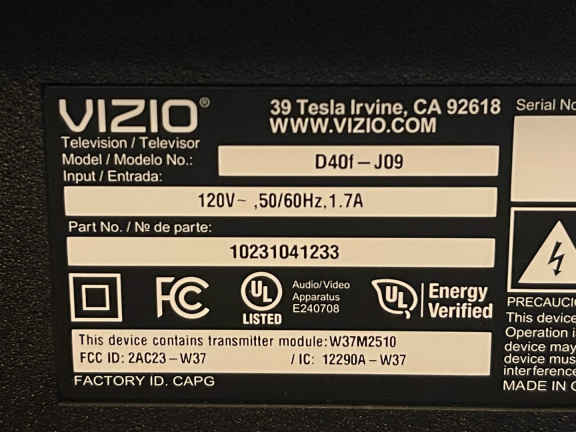 VIZIO®
39 Tesla Irvine, CA 92618
WWW.VIZIO.COM
Television / Televisor
Model / Modelo No.:
D40f-J09
Input / Entrada:
120V~ ,50/60Hz,1.7A
Part No. / № de parte:
10231041233
FC
UL
LISTED
Audio/Video
Apparatus
E240708
UL
Energy
Verified
This device contains transmitter module: W37M2510
FCC ID: 2AC23-W37 / IC: 12290A-W37
FACTORY ID. CAPG
Serial
This device
Operation
device may
device must
interference
MADE IN